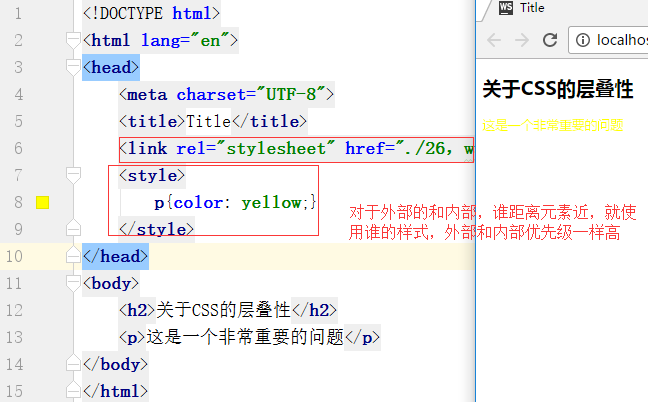 Title
localhos
1 <!DOCTYPE html>
2 <html lang="en">
3 <head>
4 <meta charset="UTF-8">
5 <title>Title</title>
6 <link rel="stylesheet" href="./26，w
7 <style>
8 p{color: yellow;}
9 </style>
10 </head>
11 <body>
12 <h2>关于CSS的层叠性</h2>
13 <p>这是一个非常重要的问题</p>
14 </body>
15 </html>
关于CSS的层叠性
这是一个非常重要的问题
对于外部的和内部，谁距离元素近，就使
用谁的样式，外部和内部优先级一样高